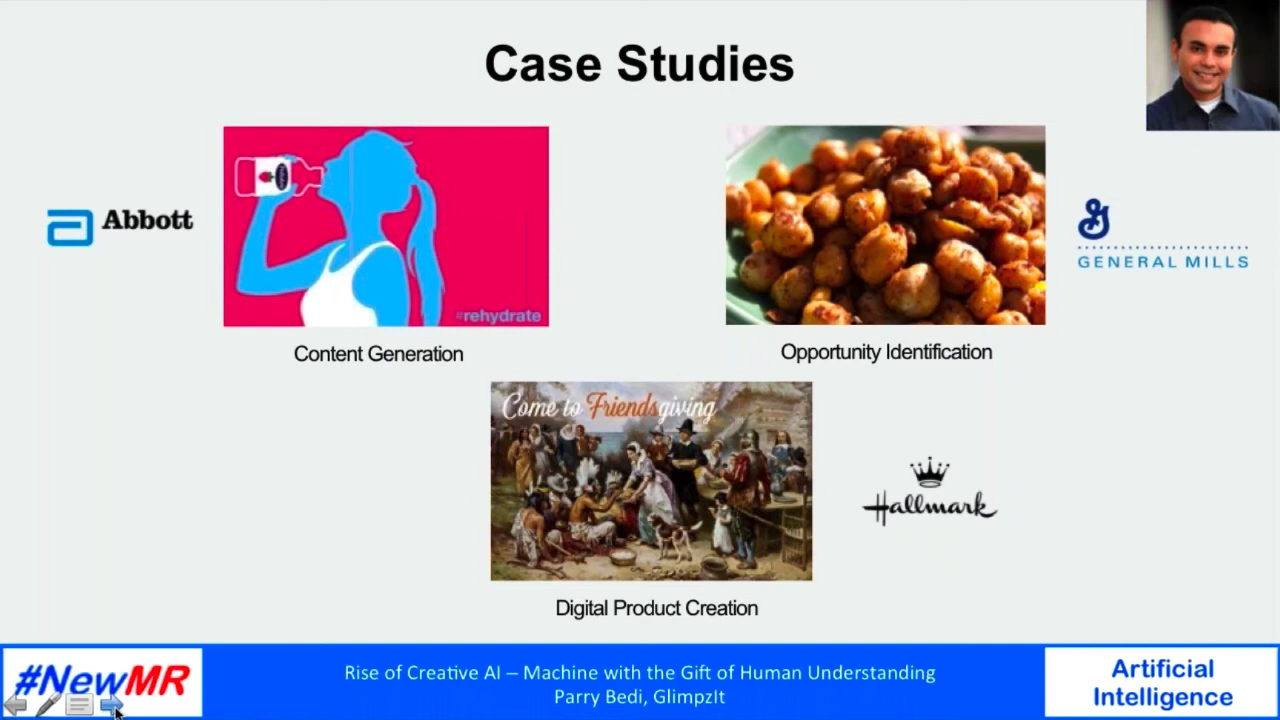 Case Studies
Abbott
#rehydrate
GENERAL MILLS
Content Generation
Opportunity Identification
Come to Friendsgiving
Hallmark
Digital Product Creation
#NewMR
Rise of Creative AI – Machine with the Gift of Human Understanding
Parry Bedi, GlimpzIt
Artificial
Intelligence